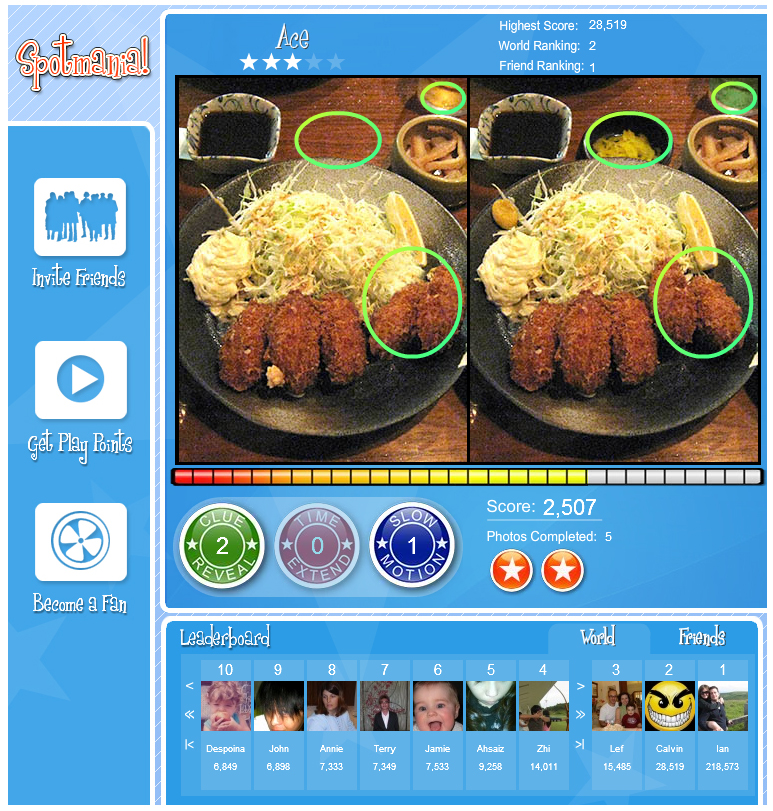 Spotmania!
Ace
Highest Score: 28,519
World Ranking: 2
Friend Ranking: 1
Invite Friends
Get Play Points
Become a Fan
CLUE
2
REVEAL
TIME
0
EXTEND
SLOW
1
MOTION
Score: 2,507
Photos Completed: 5
Leaderboard
World
Friends
< 10 9 8 7 6 5 4 > 3 2 1
Despoina John Annie Terry Jamie Ahsaiz Zhi Lef Calvin Ian
6,849 6,898 7,333 7,349 7,533 9,258 14,011 15,485 28,519 218,573